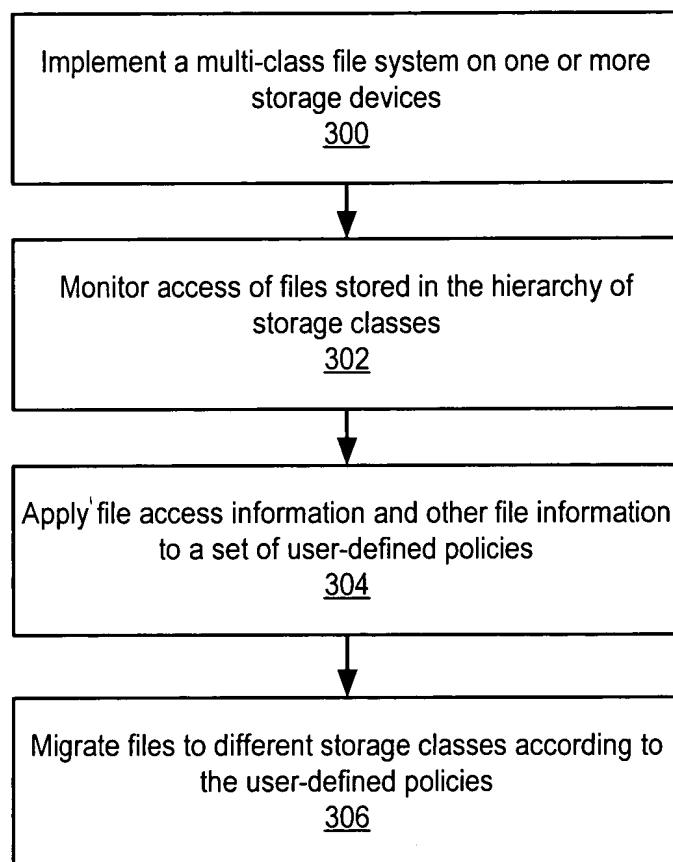 Implement a multi-class file system on one or more
storage devices
300
Monitor access of files stored in the hierarchy of
storage classes
302
Apply file access information and other file information
to a set of user-defined policies
304
Migrate files to different storage classes according to
the user-defined policies
306